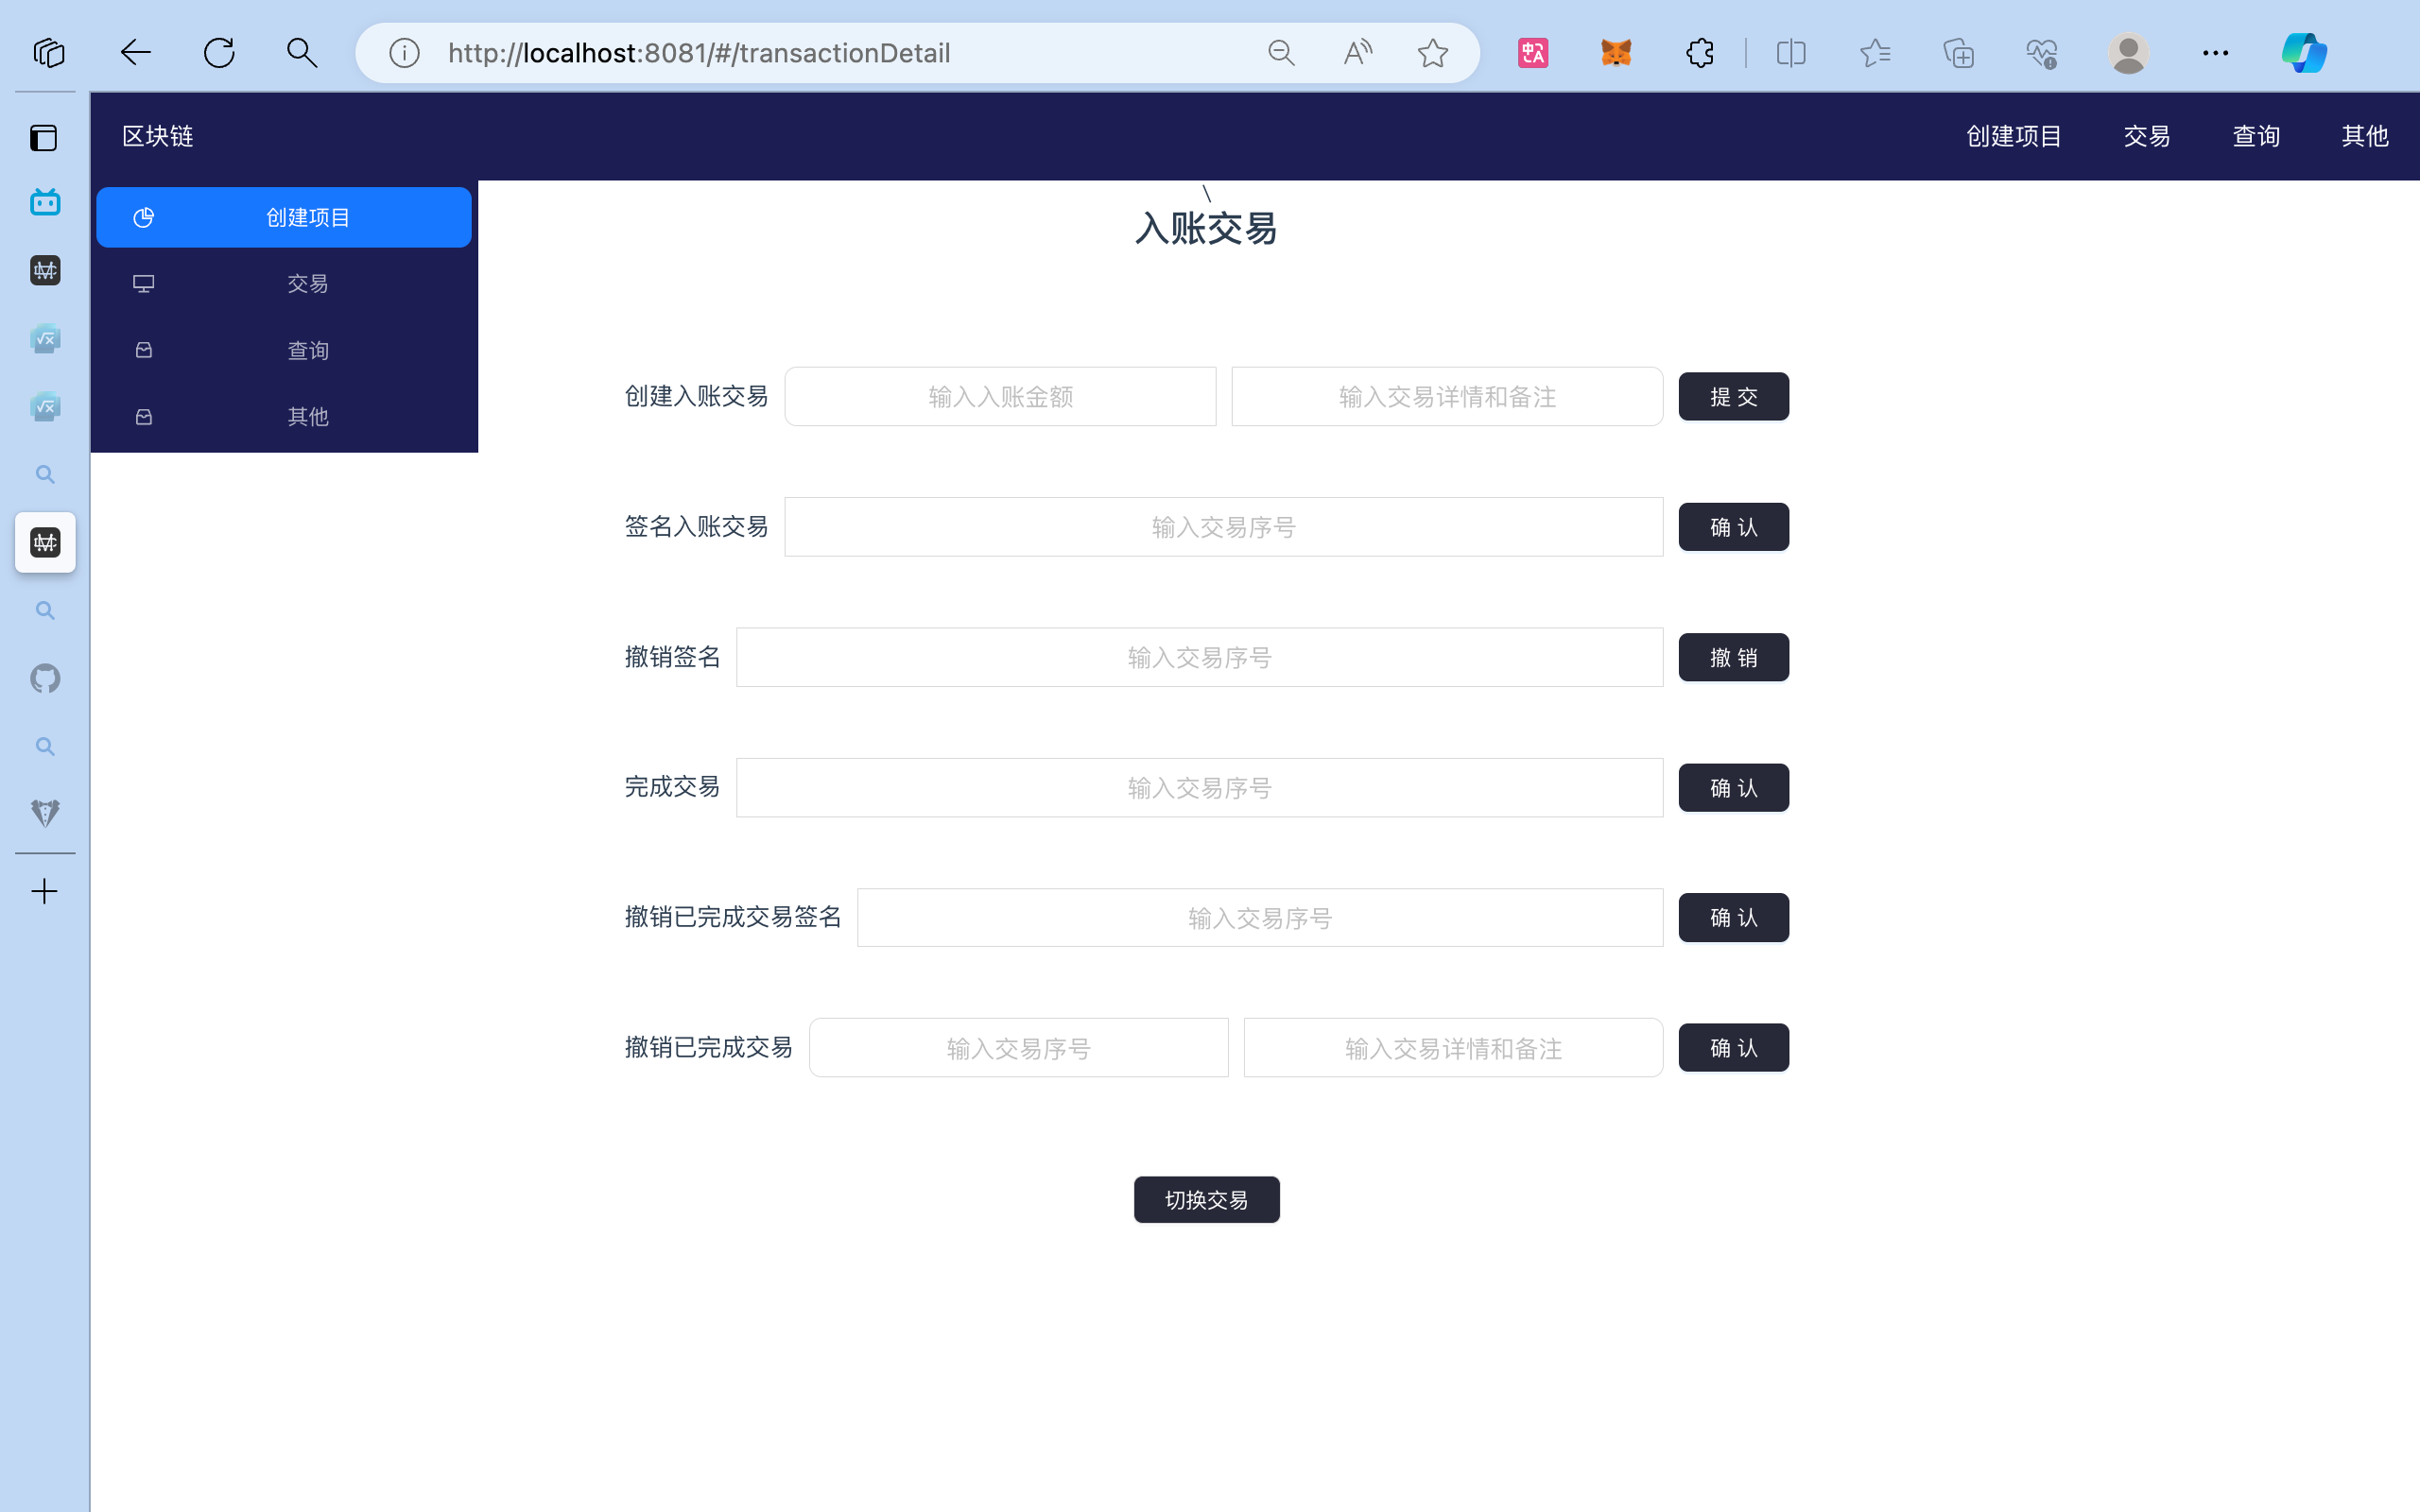 http://localhost:8081/#/transactionDetail
区块链
创建项目 交易 查询 其他
创建项目
交易
查询
其他
\
入账交易
创建入账交易 输入入账金额 输入交易详情和备注 提 交
签名入账交易 输入交易序号 确 认
撤销签名 输入交易序号 撤 销
完成交易 输入交易序号 确 认
撤销已完成交易签名 输入交易序号 确 认
撤销已完成交易 输入交易序号 输入交易详情和备注 确 认
切换交易